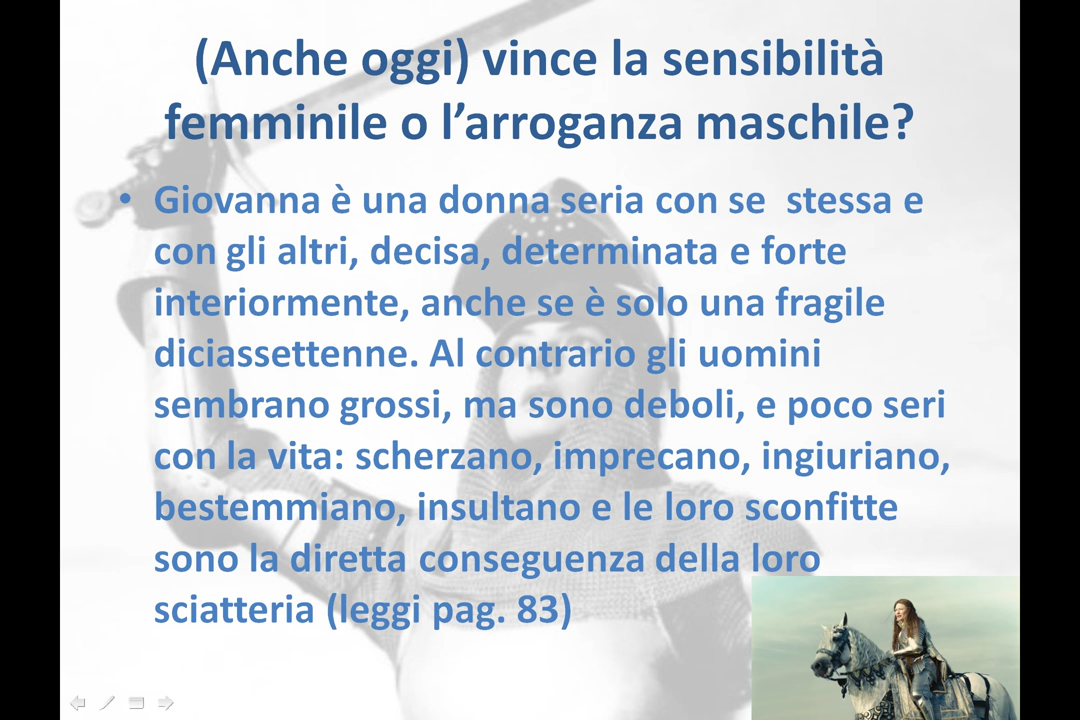 (Anche oggi) vince la sensibilità
femminile o l’arroganza maschile?
• Giovanna è una donna seria con se  stessa e
con gli altri, decisa, determinata e forte
interiormente, anche se è solo una fragile
diciassettenne. Al contrario gli uomini
sembrano grossi, ma sono deboli, e poco seri
con la vita: scherzano, imprecano, ingiuriano,
bestemmiano, insultano e le loro sconfitte
sono la diretta conseguenza della loro
sciatteria (leggi pag. 83)